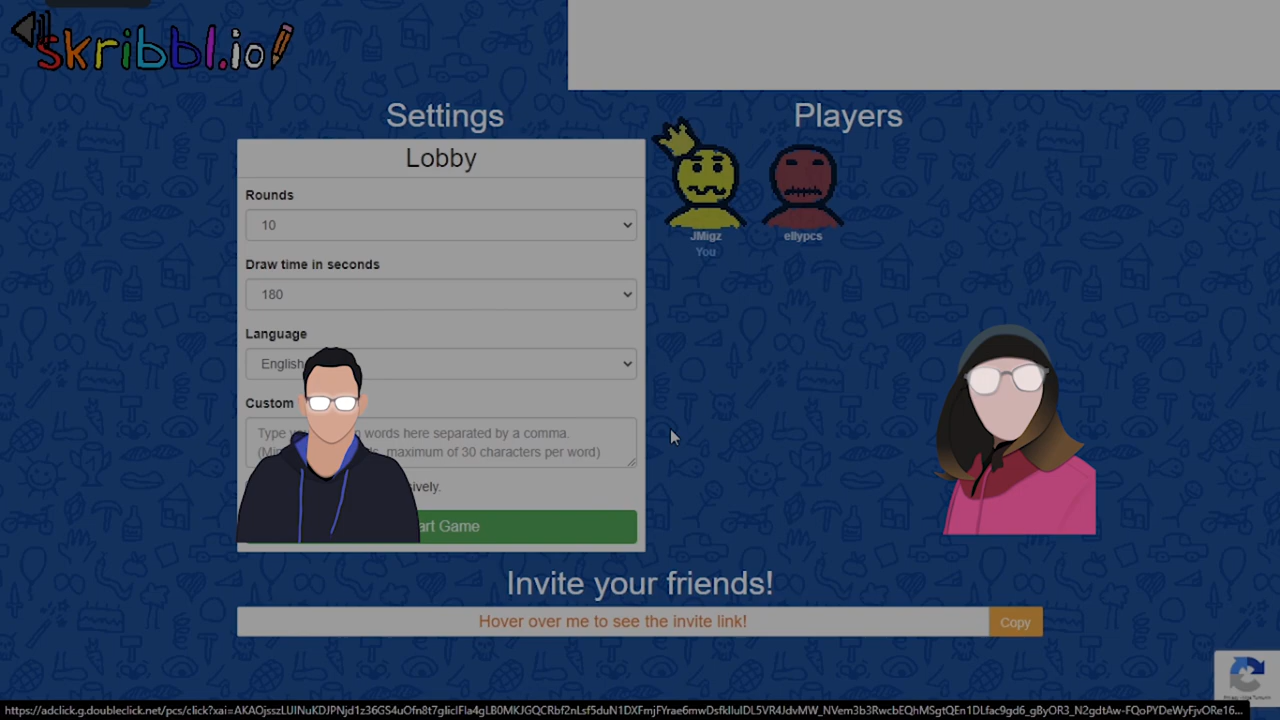 skribbl.io
Settings
Players
Lobby
Rounds
10
JMigz
ellypcs
You
Draw time in seconds
180
Language
English
Custom
Type words here separated by a comma.
maximum of 30 characters per word)
Game
Invite your friends!
Hover over me to see the invite link!
Copy